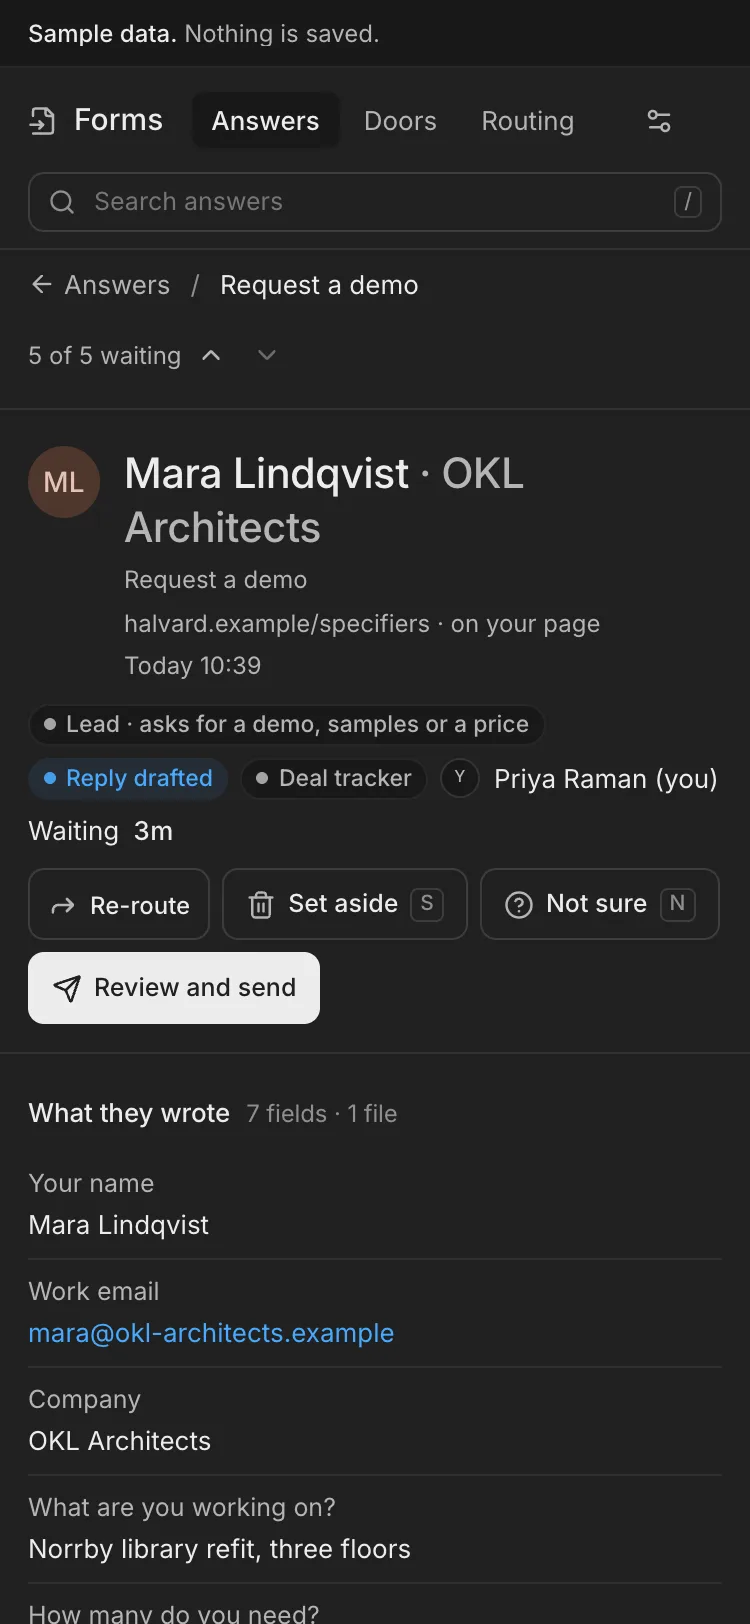 Sample data. Nothing is saved.
Forms Answers Doors Routing
Search answers /
Answers / Request a demo
5 of 5 waiting
ML
Mara Lindqvist · OKL
Architects
Request a demo
halvard.example/specifiers · on your page
Today 10:39
Lead · asks for a demo, samples or a price
Reply drafted Deal tracker Y Priya Raman (you)
Waiting 3m
Re-route Set aside S Not sure N
Review and send
What they wrote 7 fields · 1 file
Your name
Mara Lindqvist
Work email
mara@okl-architects.example
Company
OKL Architects
What are you working on?
Norrby library refit, three floors
How many do you need?